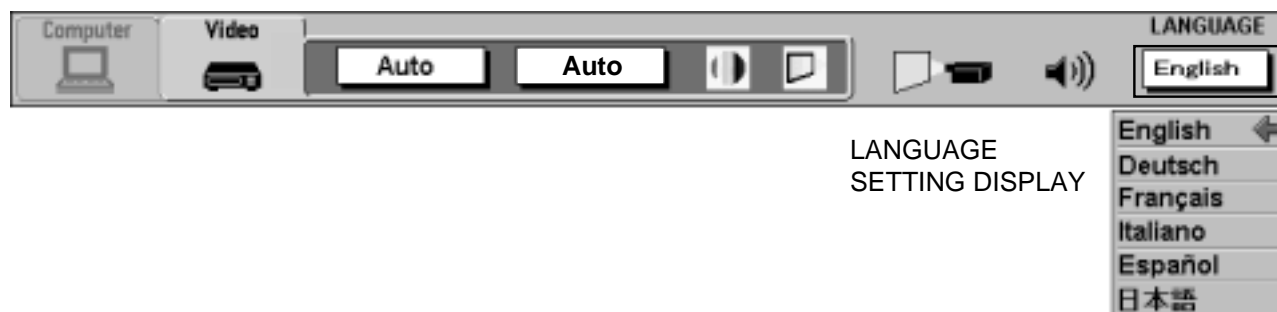 Computer Video LANGUAGE
Auto Auto English
LANGUAGE
SETTING DISPLAY
English
Deutsch
Français
Italiano
Español
日本語